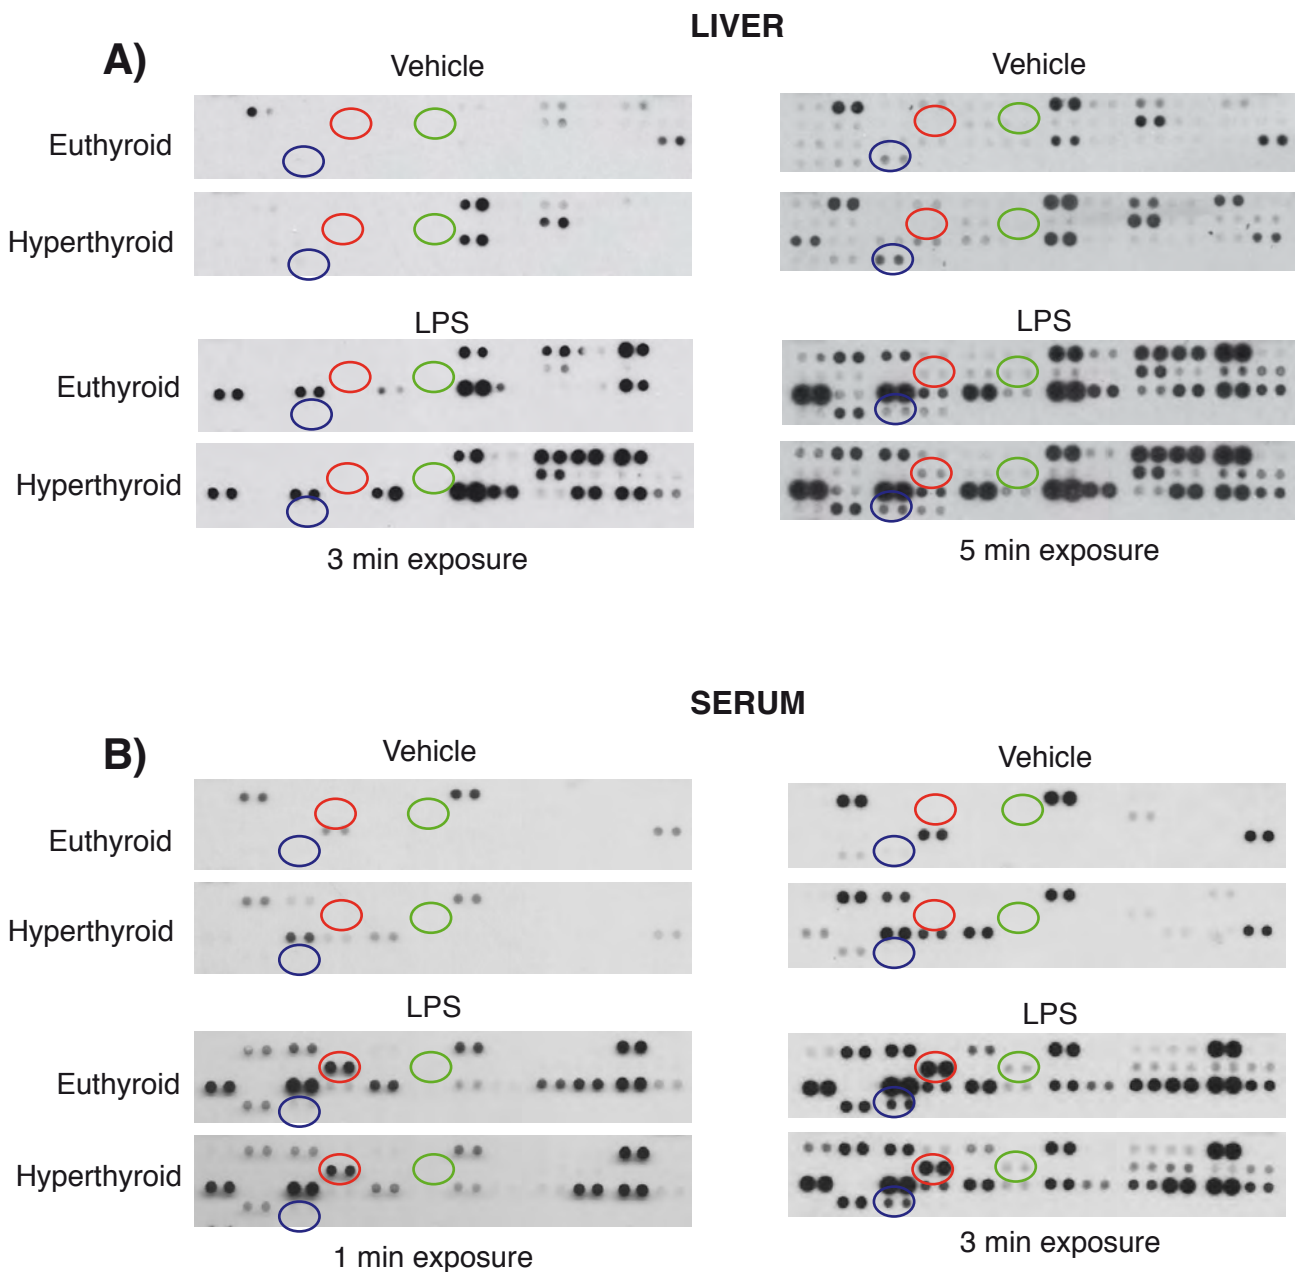 LIVER
A)
Vehicle
Vehicle
Euthyroid
Hyperthyroid
LPS
LPS
Euthyroid
Hyperthyroid
3 min exposure
5 min exposure
SERUM
B)
Vehicle
Vehicle
Euthyroid
Hyperthyroid
LPS
LPS
Euthyroid
Hyperthyroid
1 min exposure
3 min exposure